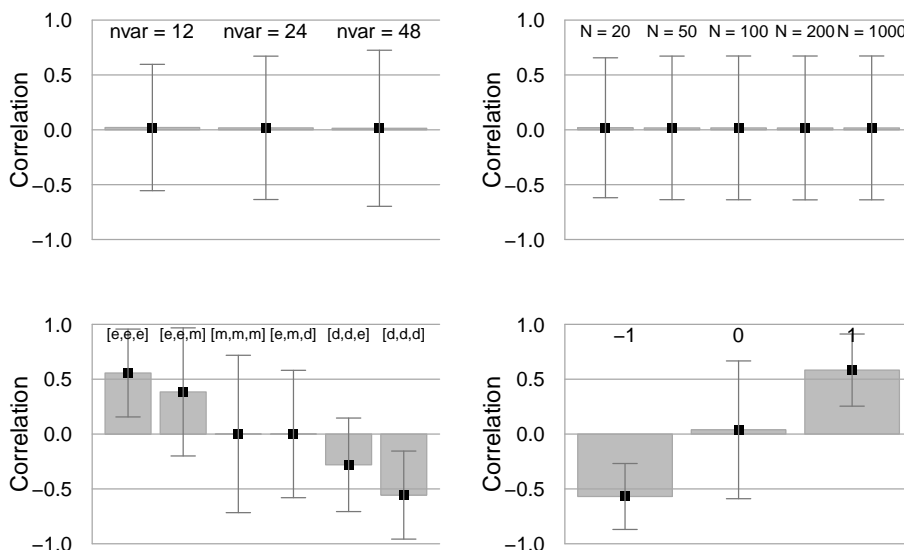 1.0
nvar = 12 nvar = 24 nvar = 48
0.5
0.0
−0.5
−1.0
Correlation
1.0
N = 20 N = 50 N = 100 N = 200 N = 1000
0.5
0.0
−0.5
−1.0
Correlation
1.0
[e,e,e] [e,e,m] [m,m,m] [e,m,d] [d,d,e] [d,d,d]
0.5
0.0
−0.5
−1.0
Correlation
1.0
−1 0 1
0.5
0.0
−0.5
−1.0
Correlation